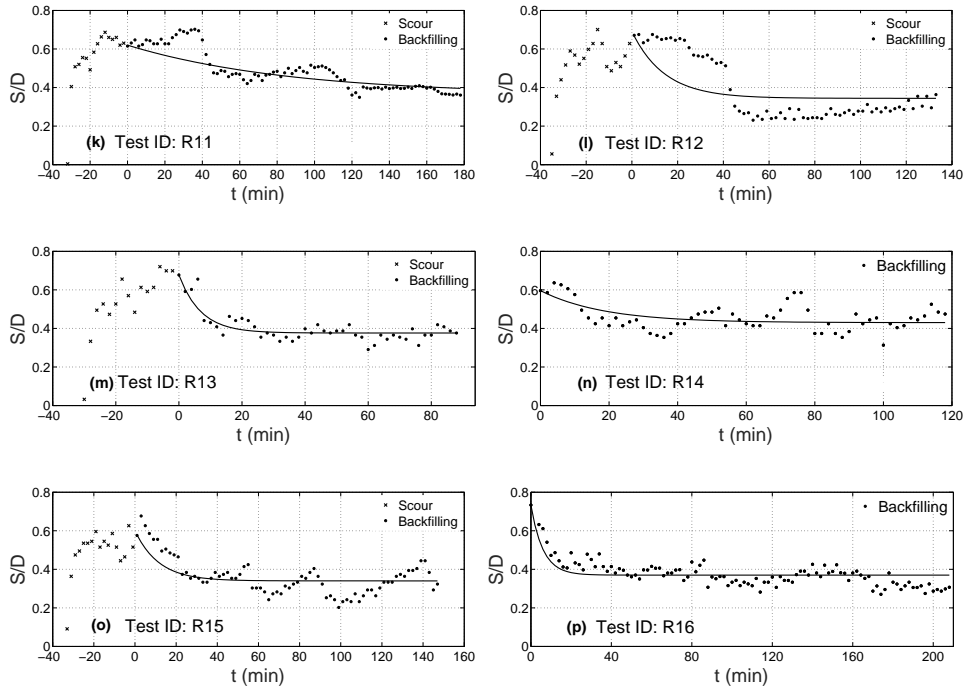 0.8
0.6
0.4
0.2
0
S/D
× Scour
• Backfilling
(k) Test ID: R11
−40 −20 0 20 40 60 80 100 120 140 160 180
t (min)
0.8
0.6
0.4
0.2
0
S/D
× Scour
• Backfilling
(l) Test ID: R12
−40 −20 0 20 40 60 80 100 120 140
t (min)
0.8
0.6
0.4
0.2
0
S/D
× Scour
• Backfilling
(m) Test ID: R13
−40 −20 0 20 40 60 80
t (min)
0.8
0.6
0.4
0.2
0
S/D
• Backfilling
(n) Test ID: R14
0 20 40 60 80 100 120
t (min)
0.8
0.6
0.4
0.2
0
S/D
× Scour
• Backfilling
(o) Test ID: R15
−40 −20 0 20 40 60 80 100 120 140 160
t (min)
0.8
0.6
0.4
0.2
0
S/D
• Backfilling
(p) Test ID: R16
0 50 100 150 200
t (min)